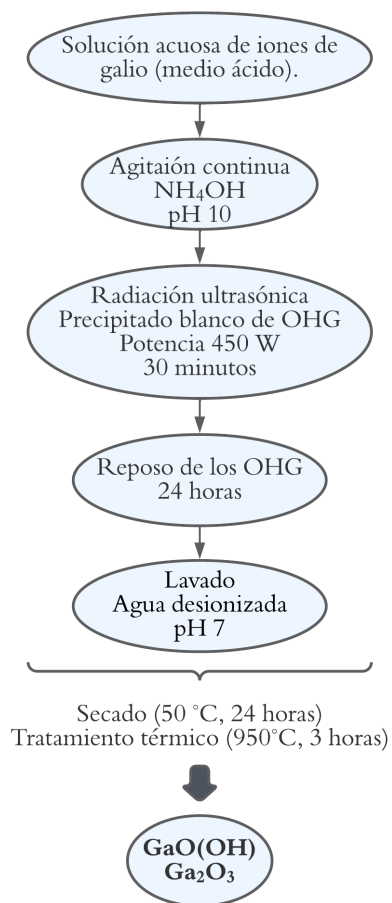 Solución acuosa de iones de
galio (medio ácido).
Agitaión continua
NH₄OH
pH 10
Radiación ultrasónica
Precipitado blanco de OHG
Potencia 450 W
30 minutos
Reposo de los OHG
24 horas
Lavado
Agua desionizada
pH 7
Secado (50 °C, 24 horas)
Tratamiento térmico (950°C, 3 horas)
GaO(OH)
Ga₂O₃